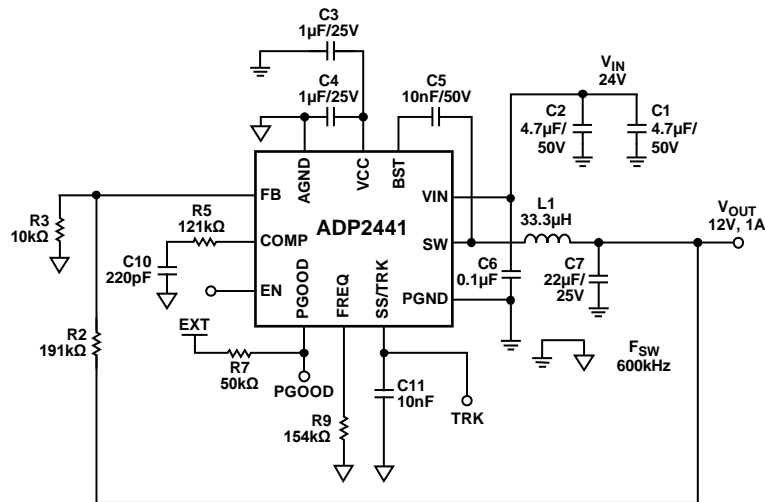 C3
1µF/25V
C4
1µF/25V
C5
10nF/50V
VIN
24V
C2
4.7µF/
50V
C1
4.7µF/
50V
AGND
VCC
BST
FB
VIN
R3
10kΩ
R5
121kΩ
COMP
ADP2441
SW
L1
33.3µH
VOUT
12V, 1A
C10
220pF
EN
PGOOD
FREQ
SS/TRK
PGND
C6
0.1µF
C7
22µF/
25V
R2
191kΩ
EXT
R7
50kΩ
PGOOD
C11
10nF
TRK
FSW
600kHz
R9
154kΩ